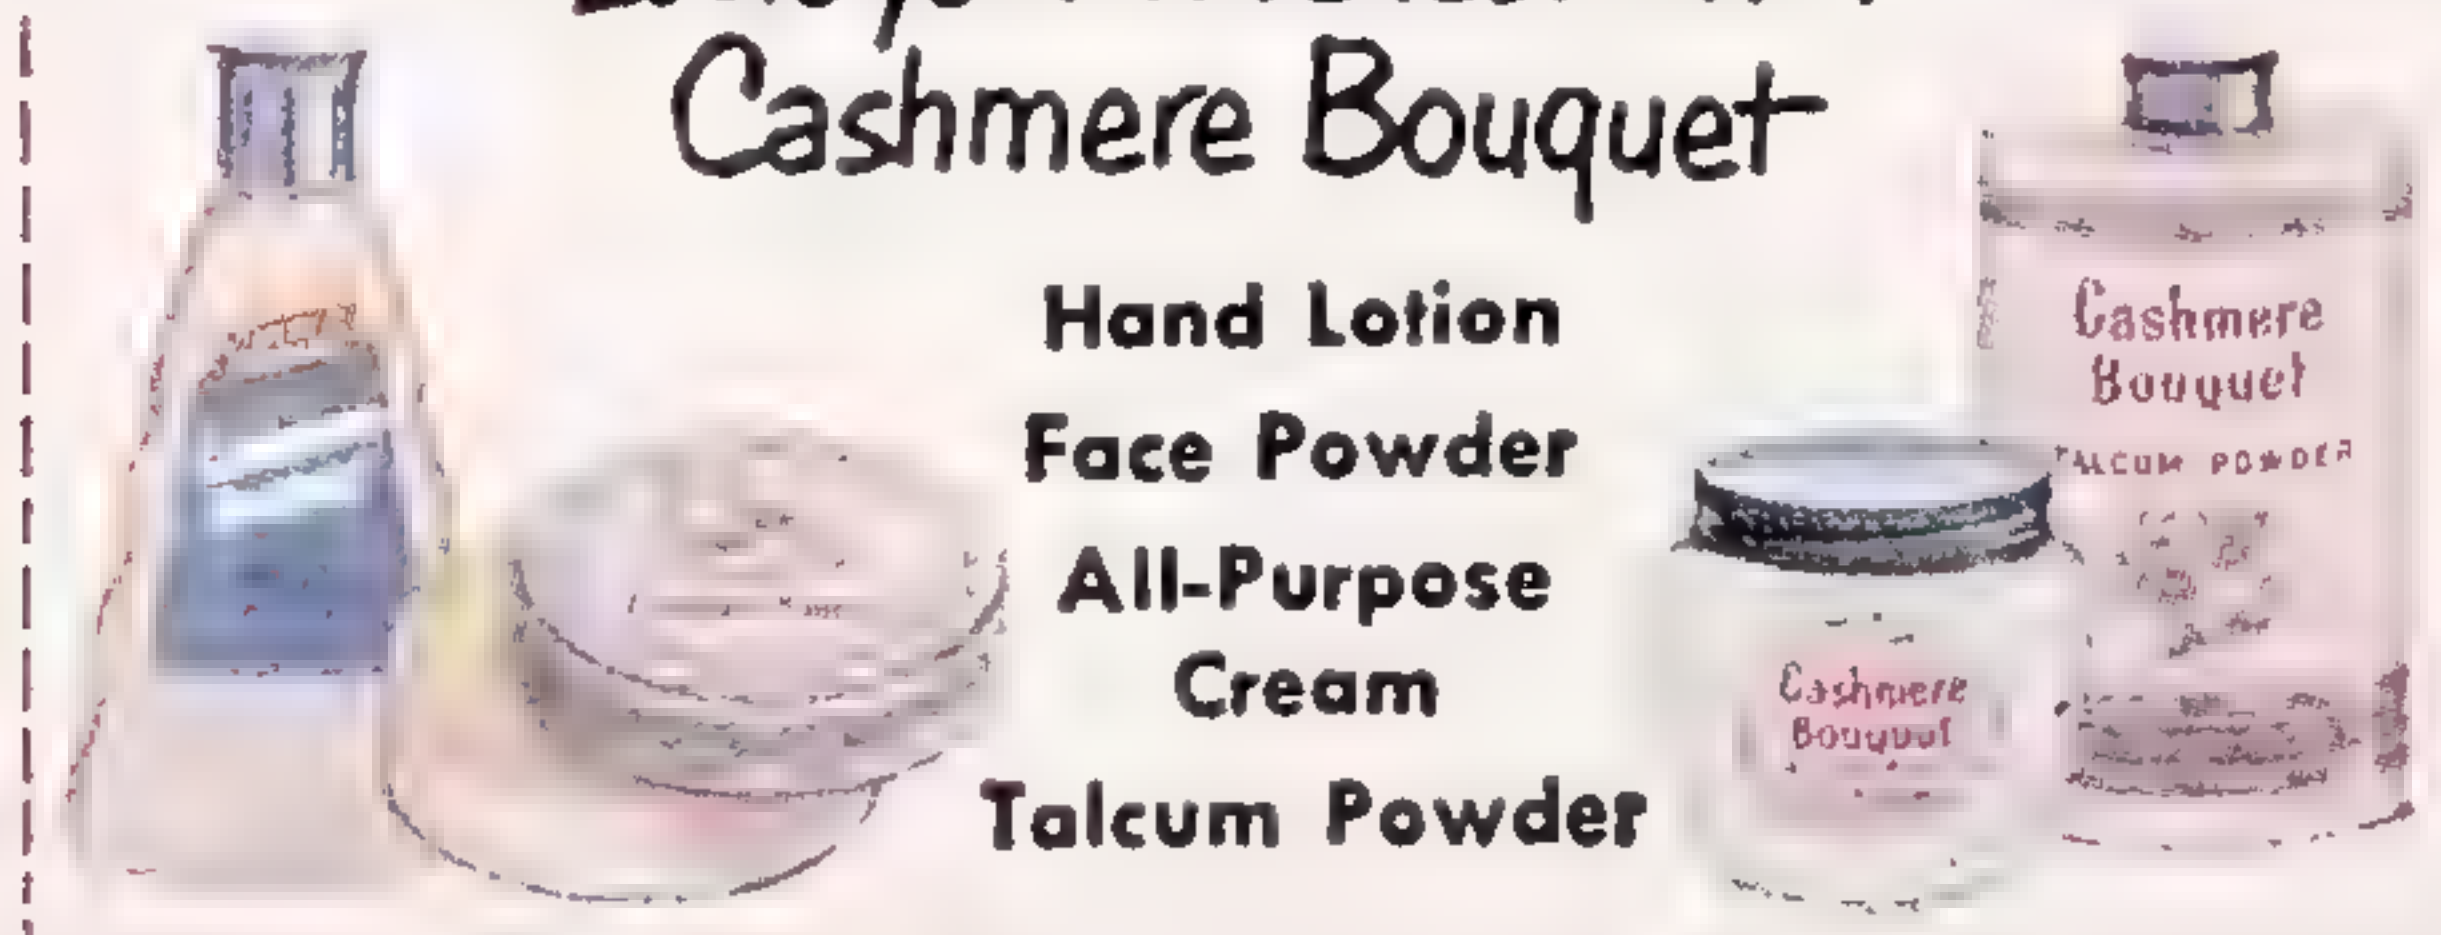 Cashmere Bouquet
Hand Lotion
Face Powder
All-Purpose
Cream
Talcum Powder
Cashmere
Bouquet
TALCUM POWDER
Cashmere
Bouquet